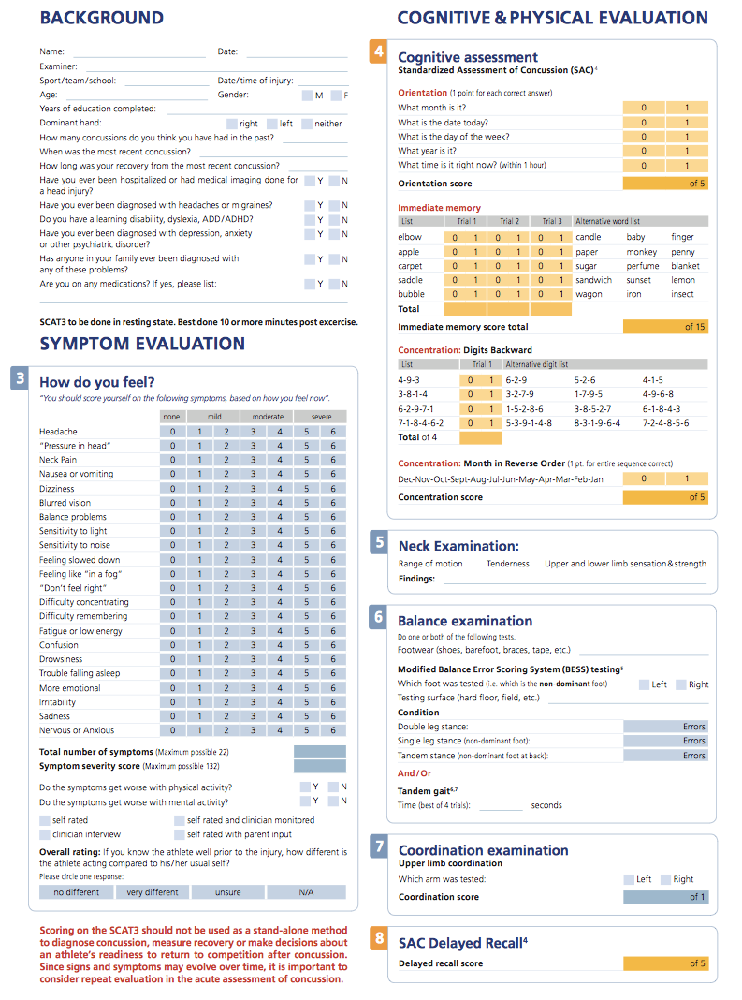 BACKGROUND
Name: Date:
Examiner:
Sport/team/school: Date/time of injury:
Age: Gender: M F
Years of education completed:
Dominant hand: right left neither
How many concussions do you think you have had in the past?
When was the most recent concussion?
How long was your recovery from the most recent concussion?
Have you ever been hospitalized or had medical imaging done for Y N
a head injury?
Have you ever been diagnosed with headaches or migraines? Y N
Do you have a learning disability, dyslexia, ADD/ADHD? Y N
Have you ever been diagnosed with depression, anxiety Y N
or other psychiatric disorder?
Has anyone in your family ever been diagnosed with Y N
any of these problems?
Are you on any medications? If yes, please list: Y N
SCAT3 to be done in resting state. Best done 10 or more minutes post excercise.
SYMPTOM EVALUATION
3
How do you feel?
"You should score yourself on the following symptoms, based on how you feel now".
none mild moderate severe
Headache 0 1 2 3 4 5 6
"Pressure in head" 0 1 2 3 4 5 6
Neck Pain 0 1 2 3 4 5 6
Nausea or vomiting 0 1 2 3 4 5 6
Dizziness 0 1 2 3 4 5 6
Blurred vision 0 1 2 3 4 5 6
Balance problems 0 1 2 3 4 5 6
Sensitivity to light 0 1 2 3 4 5 6
Sensitivity to noise 0 1 2 3 4 5 6
Feeling slowed down 0 1 2 3 4 5 6
Feeling like "in a fog" 0 1 2 3 4 5 6
"Don't feel right" 0 1 2 3 4 5 6
Difficulty concentrating 0 1 2 3 4 5 6
Difficulty remembering 0 1 2 3 4 5 6
Fatigue or low energy 0 1 2 3 4 5 6
Confusion 0 1 2 3 4 5 6
Drowsiness 0 1 2 3 4 5 6
Trouble falling asleep 0 1 2 3 4 5 6
More emotional 0 1 2 3 4 5 6
Irritability 0 1 2 3 4 5 6
Sadness 0 1 2 3 4 5 6
Nervous or Anxious 0 1 2 3 4 5 6
Total number of symptoms (Maximum possible 22)
Symptom severity score (Maximum possible 132)
Do the symptoms get worse with physical activity? Y N
Do the symptoms get worse with mental activity? Y N
self rated self rated and clinician monitored
clinician interview self rated with parent input
Overall rating: If you know the athlete well prior to the injury, how different is
the athlete acting compared to his/her usual self?
Please circle one response:
no different very different unsure N/A
Scoring on the SCAT3 should not be used as a stand-alone method
to diagnose concussion, measure recovery or make decisions about
an athlete's readiness to return to competition after concussion.
Since signs and symptoms may evolve over time, it is important to
consider repeat evaluation in the acute assessment of concussion.
COGNITIVE & PHYSICAL EVALUATION
4
Cognitive assessment
Standardized Assessment of Concussion (SAC)4
Orientation (1 point for each correct answer)
What month is it? 0 1
What is the date today? 0 1
What is the day of the week? 0 1
What year is it? 0 1
What time is it right now? (within 1 hour) 0 1
Orientation score of 5
Immediate memory
List Trial 1 Trial 2 Trial 3 Alternative word list
elbow 0 1 0 1 0 1 candle baby finger
apple 0 1 0 1 0 1 paper monkey penny
carpet 0 1 0 1 0 1 sugar perfume blanket
saddle 0 1 0 1 0 1 sandwich sunset lemon
bubble 0 1 0 1 0 1 wagon iron insect
Total
Immediate memory score total of 15
Concentration: Digits Backward
List Trial 1 Alternative digit list
4-9-3 0 1 6-2-9 5-2-6 4-1-5
3-8-1-4 0 1 3-2-7-9 1-7-9-5 4-9-6-8
6-2-9-7-1 0 1 1-5-2-8-6 3-8-5-2-7 6-1-8-4-3
7-1-8-4-6-2 0 1 5-3-9-1-4-8 8-3-1-9-6-4 7-2-4-8-5-6
Total of 4
Concentration: Month in Reverse Order (1 pt. for entire sequence correct)
Dec-Nov-Oct-Sept-Aug-Jul-Jun-May-Apr-Mar-Feb-Jan 0 1
Concentration score of 5
5
Neck Examination:
Range of motion Tenderness Upper and lower limb sensation & strength
Findings:
6
Balance examination
Do one or both of the following tests.
Footwear (shoes, barefoot, braces, tape, etc.)
Modified Balance Error Scoring System (BESS) testing5
Which foot was tested (i.e. which is the non-dominant foot) Left Right
Testing surface (hard floor, field, etc.)
Condition
Double leg stance: Errors
Single leg stance (non-dominant foot): Errors
Tandem stance (non-dominant foot at back): Errors
And/Or
Tandem gait6,7
Time (best of 4 trials): seconds
7
Coordination examination
Upper limb coordination
Which arm was tested: Left Right
Coordination score of 1
8
SAC Delayed Recall4
Delayed recall score of 5